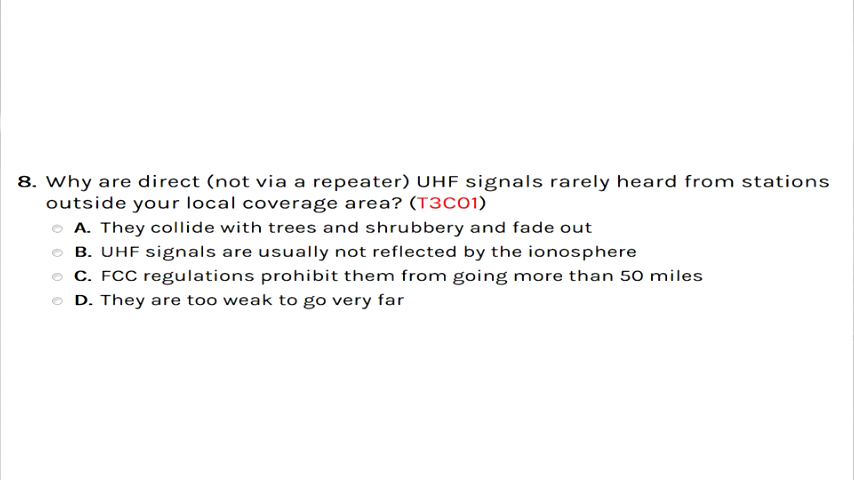 8. Why are direct (not via a repeater) UHF signals rarely heard from stations
outside your local coverage area? (T3C01)
A. They collide with trees and shrubbery and fade out
B. UHF signals are usually not reflected by the ionosphere
C. FCC regulations prohibit them from going more than 50 miles
D. They are too weak to go very far